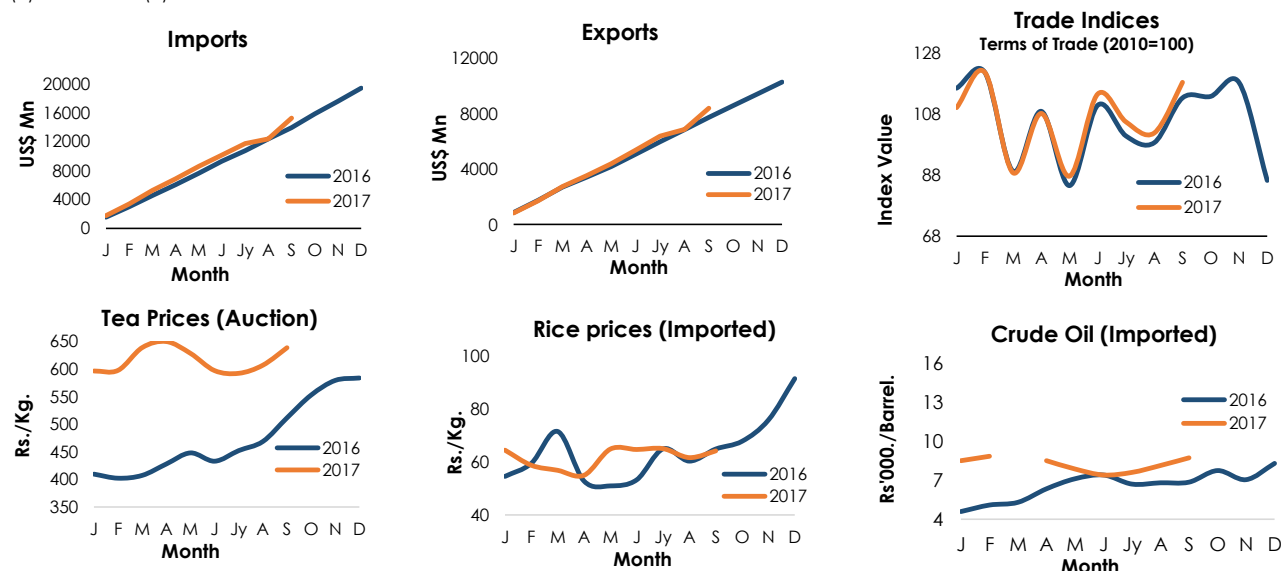 Imports
US$ Mn
20000
16000
12000
8000
4000
0
2016
2017
J F M A M J Jy A S O N D
Month
Exports
US$ Mn
12000
8000
4000
0
2016
2017
J F M A M J Jy A S O N D
Month
Trade Indices
Terms of Trade (2010=100)
Index Value
128
108
88
68
2016
2017
J F M A M J Jy A S O N D
Month
Tea Prices (Auction)
Rs./Kg.
650
600
550
500
450
400
350
2016
2017
J F M A M J Jy A S O N D
Month
Rice prices (Imported)
Rs./Kg.
100
80
60
40
2016
2017
J F M A M J Jy A S O N D
Month
Crude Oil (Imported)
Rs'000./Barrel.
16
13
10
7
4
2016
2017
J F M A M J Jy A S O N D
Month